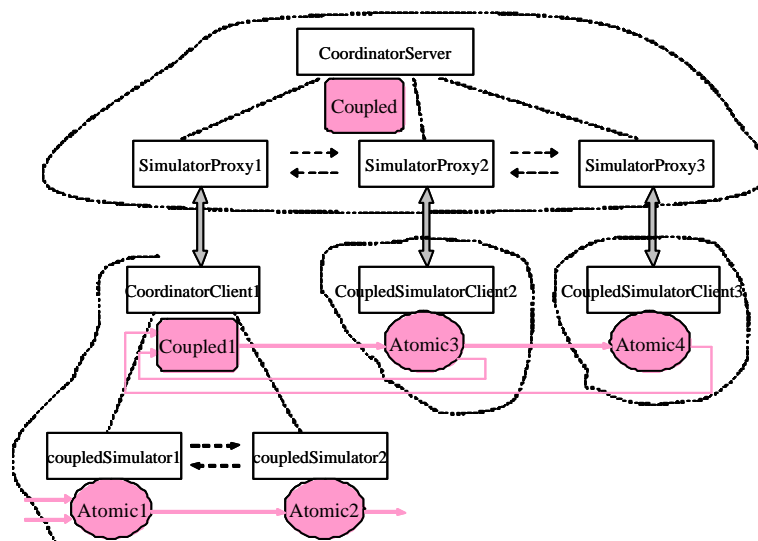 CoordinatorServer
Coupled
SimulatorProxy1
SimulatorProxy2
SimulatorProxy3
CoordinatorClient1
CoupledSimulatorClient2
CoupledSimulatorClient3
Coupled1
Atomic3
Atomic4
coupledSimulator1
coupledSimulator2
Atomic1
Atomic2